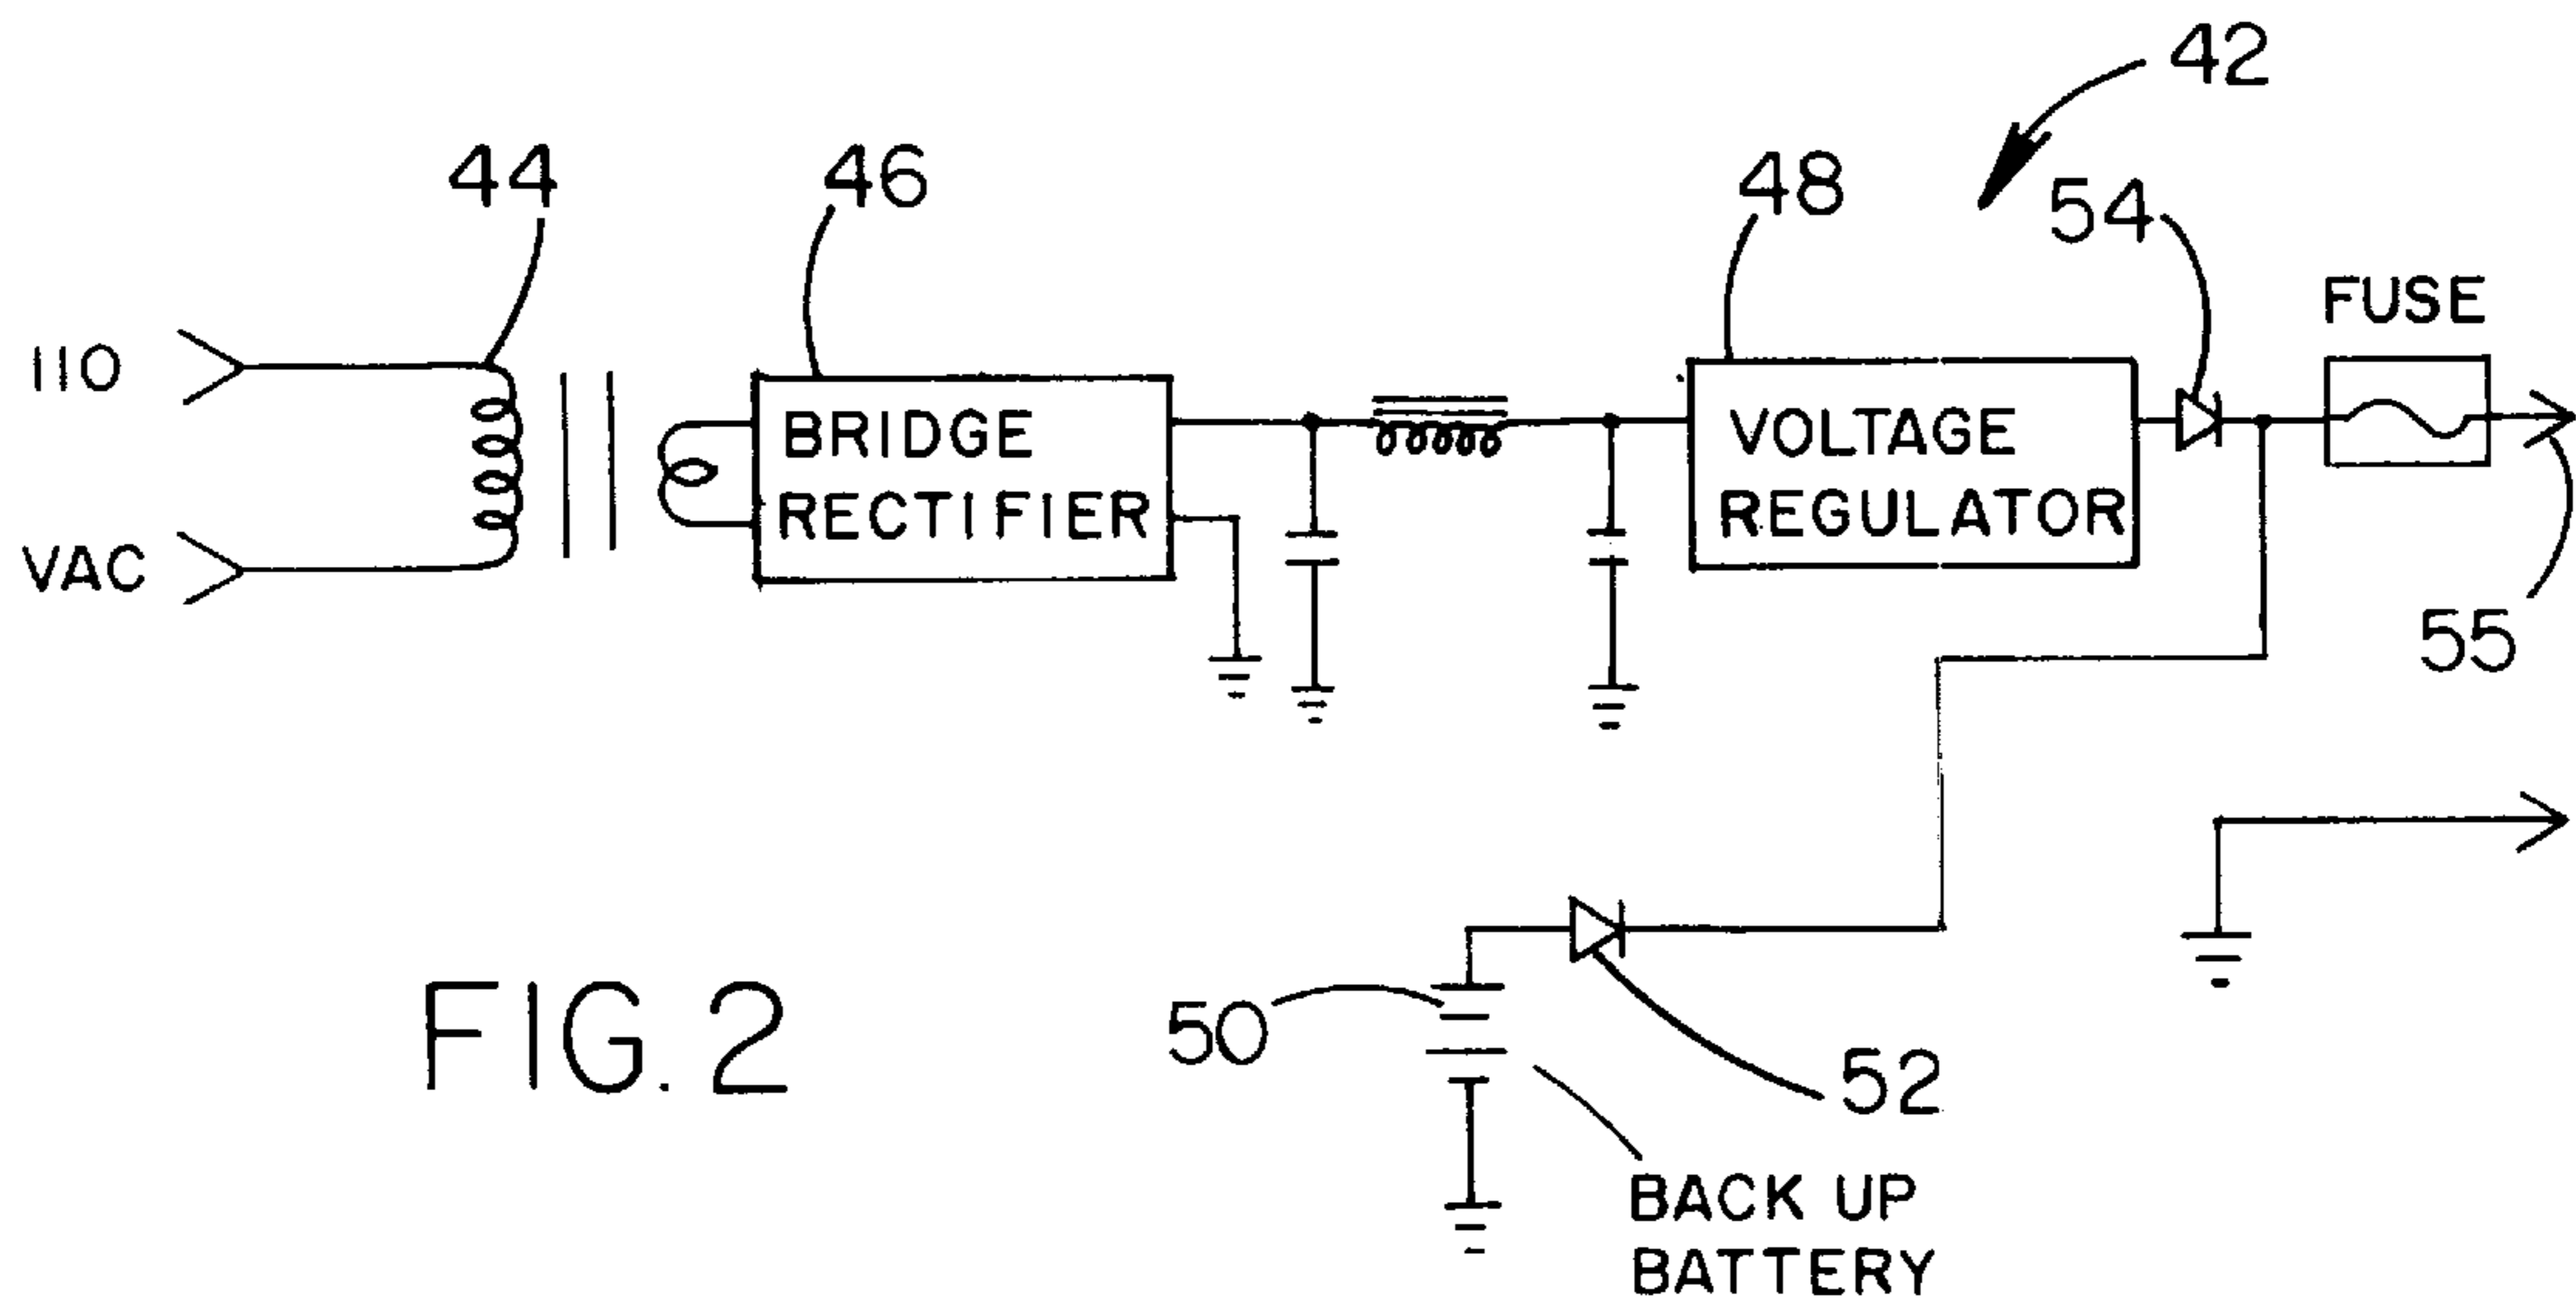 42
44
46
48
54
FUSE
110
BRIDGE
RECTIFIER
VOLTAGE
REGULATOR
VAC
55
50
52
FIG. 2
BACK UP
BATTERY